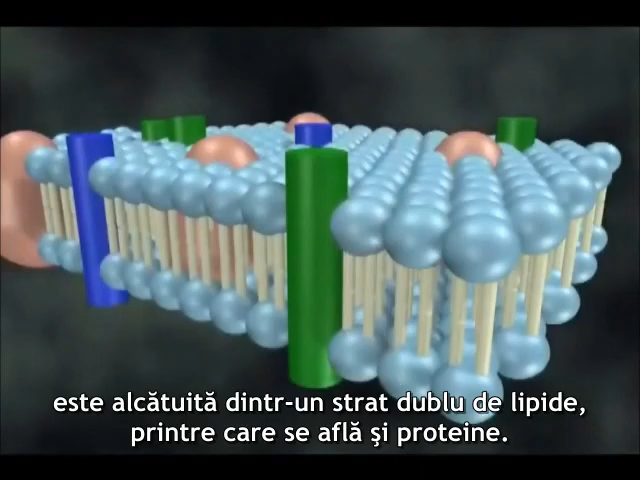 este alcătuită dintr-un strat dublu de lipide,
printre care se află şi proteine.